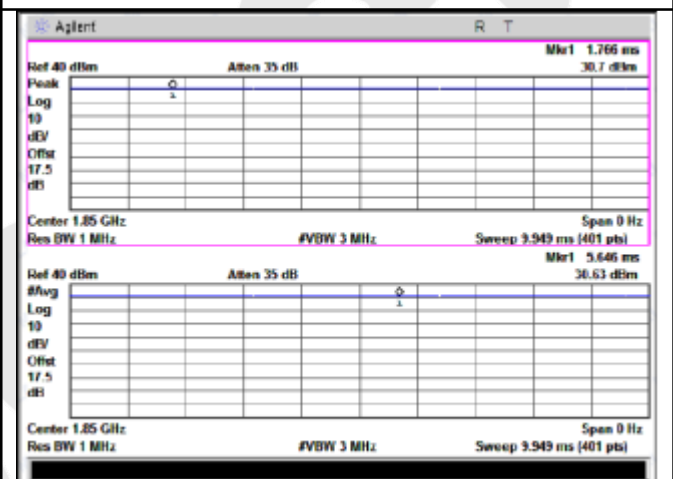 Agilent R T
Mkr1 1.766 ms
Ref 40 dBm Atten 35 dB 30.7 dBm
Peak
Log
10
dB/
Offst
17.5
dB
1
Center 1.85 GHz Span 0 Hz
Res BW 1 MHz #VBW 3 MHz Sweep 9.949 ms (401 pts)
Mkr1 5.646 ms
Ref 40 dBm Atten 35 dB 30.63 dBm
#Avg
Log
10
dB/
Offst
17.5
dB
1
Center 1.85 GHz Span 0 Hz
Res BW 1 MHz #VBW 3 MHz Sweep 9.949 ms (401 pts)